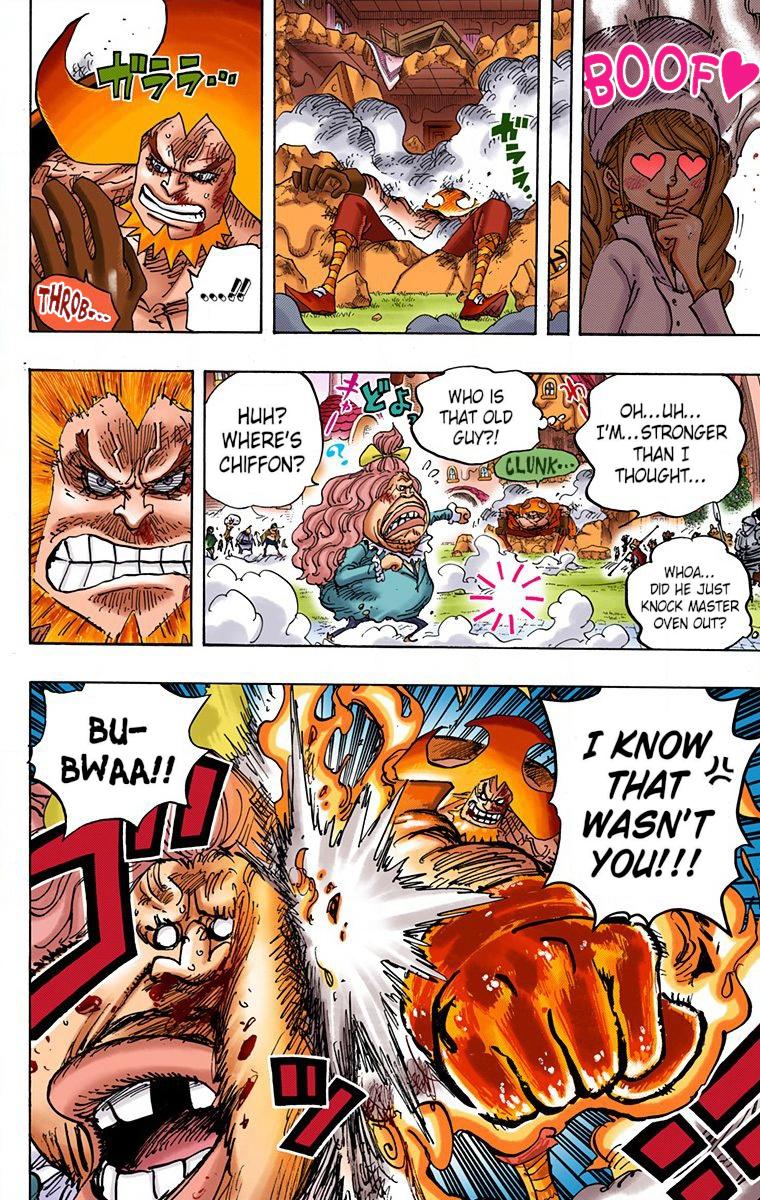 ガララ...
THROB...
....!!
ガララ...
BOOF♥
HUH?
WHERE'S
CHIFFON?
?
どよっ
WHO IS
THAT OLD
GUY?!
CLUNK...
OH...UH...
I'M...STRONGER
THAN I
THOUGHT...
WHOA...
DID HE JUST
KNOCK MASTER
OVEN OUT?
BU-
BWAA!!
I KNOW
THAT
WASN'T
YOU!!!